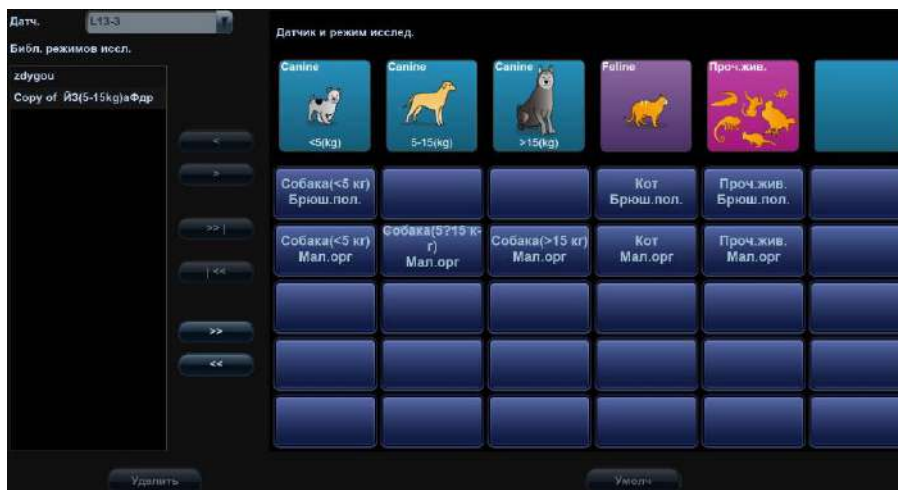 Датч.
L13-3
Библ. режимов иссл.
zdygou
Copy of ЙЗ(5-15kg)аФдр
<
>
>> |
| <<
>>
<<
Удалить
Датчик и режим исслед.
Canine
<5(kg)
Canine
5-15(kg)
Canine
>15(kg)
Feline
Проч.жив.
Собака(<5 кг)
Брюш.пол.
Кот
Брюш.пол.
Проч.жив.
Брюш.пол.
Собака(<5 кг)
Мал.орг
Собака(5?15 к-
г)
Мал.орг
Собака(>15 кг)
Мал.орг
Кот
Мал.орг
Проч.жив.
Мал.орг
Умолч